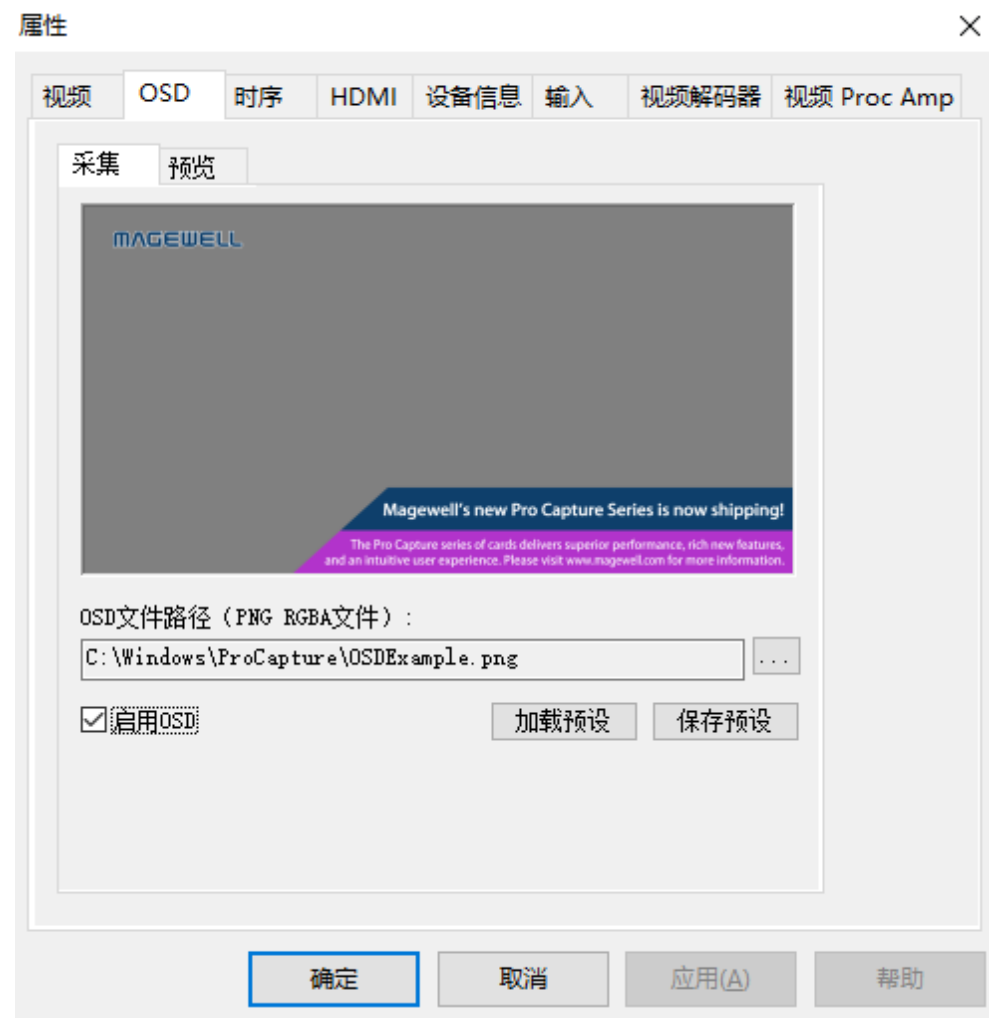 属性
视频 OSD 时序 HDMI 设备信息 输入 视频解码器 视频 Proc Amp
采集 预览
MAGEWELL
Magewell's new Pro Capture Series is now shipping!
The Pro Capture series of cards delivers superior performance, rich new features,
and an intuitive user experience. Please visit www.magewell.com for more information.
OSD文件路径（PNG RGBA文件）:
C:\Windows\ProCapture\OSDExample.png
...
启用OSD 加载预设 保存预设
确定 取消 应用(A) 帮助